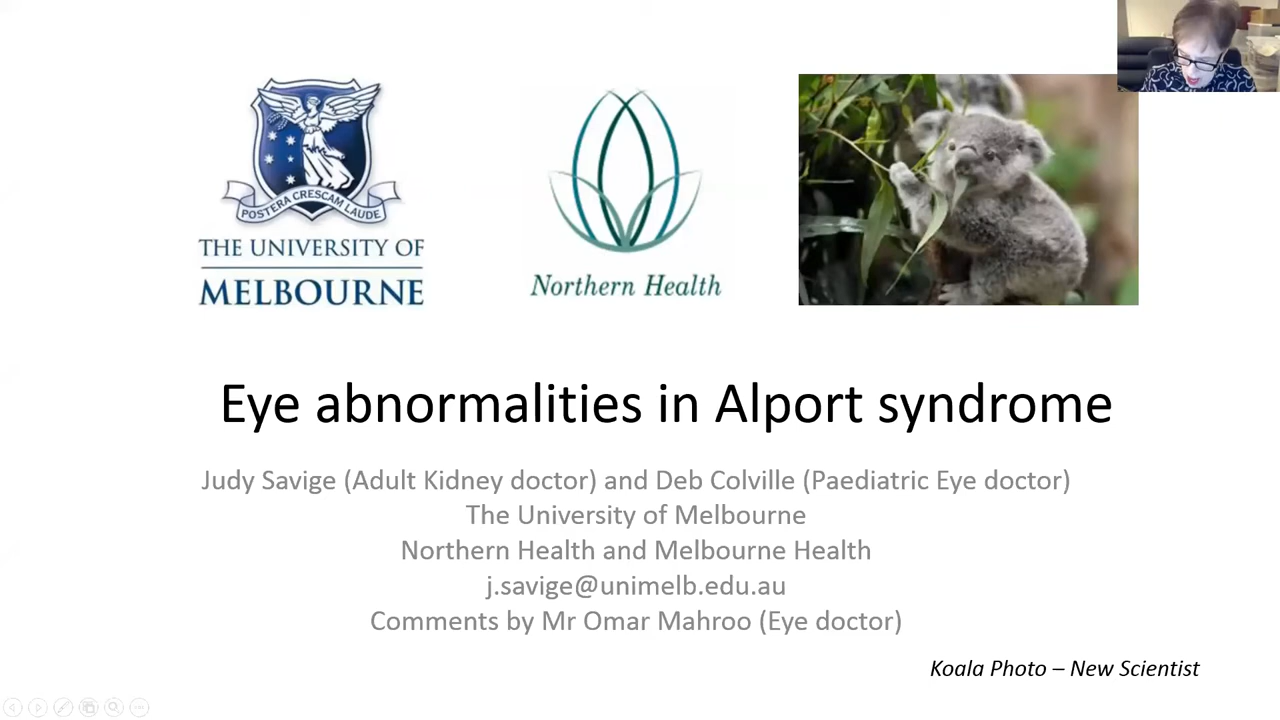 POSTERA CRESCAM LAUDE
THE UNIVERSITY OF
MELBOURNE
Northern Health
Eye abnormalities in Alport syndrome
Judy Savige (Adult Kidney doctor) and Deb Colville (Paediatric Eye doctor)
The University of Melbourne
Northern Health and Melbourne Health
j.savige@unimelb.edu.au
Comments by Mr Omar Mahroo (Eye doctor)
Koala Photo – New Scientist